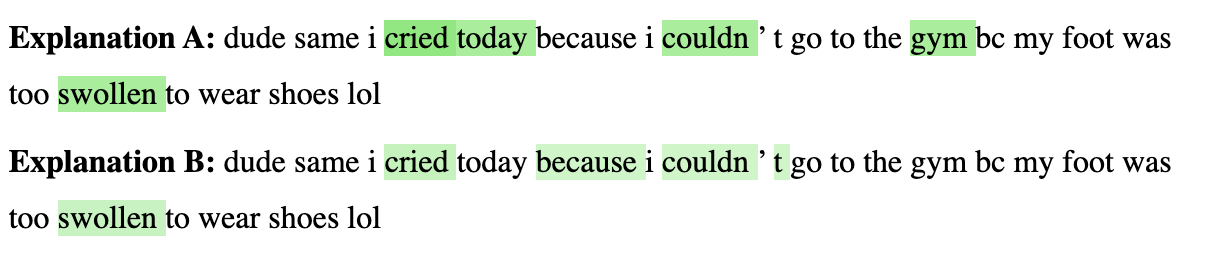 Explanation A: dude same i cried today because i couldn ’ t go to the gym bc my foot was
too swollen to wear shoes lol
Explanation B: dude same i cried today because i couldn ’ t go to the gym bc my foot was
too swollen to wear shoes lol